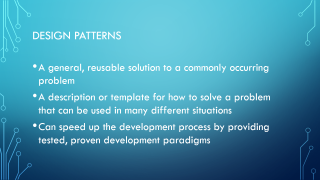 DESIGN PATTERNS
• A general, reusable solution to a commonly occurring
problem
• A description or template for how to solve a problem
that can be used in many different situations
• Can speed up the development process by providing
tested, proven development paradigms